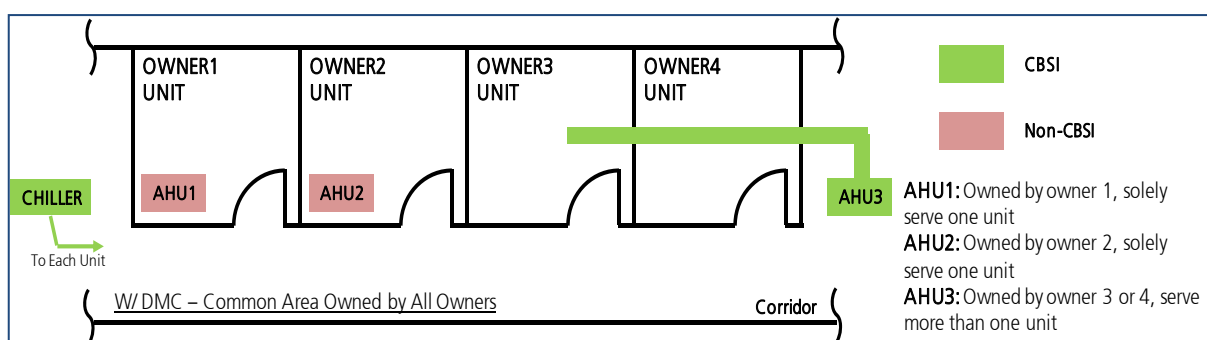 OWNER1
UNIT
OWNER2
UNIT
OWNER3
UNIT
OWNER4
UNIT
CBSI
Non-CBSI
CHILLER
AHU1
AHU2
AHU3
To Each Unit
AHU1: Owned by owner 1, solely
serve one unit
AHU2: Owned by owner 2, solely
serve one unit
AHU3: Owned by owner 3 or 4, serve
more than one unit
W/ DMC – Common Area Owned by All Owners
Corridor